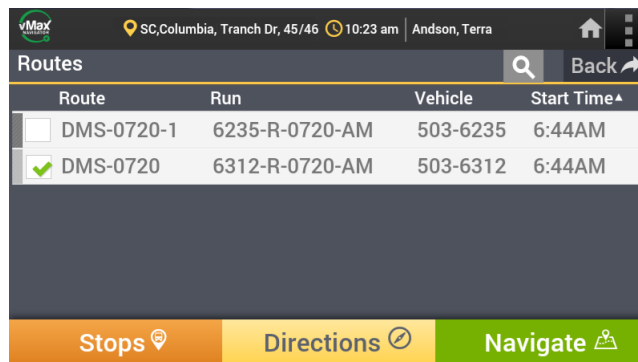 vMax
NAVIGATOR
SC,Columbia, Tranch Dr, 45/46 10:23 am | Andson, Terra
Routes Back
Route Run Vehicle Start Time▲
DMS-0720-1 6235-R-0720-AM 503-6235 6:44AM
DMS-0720 6312-R-0720-AM 503-6312 6:44AM
Stops Directions Navigate